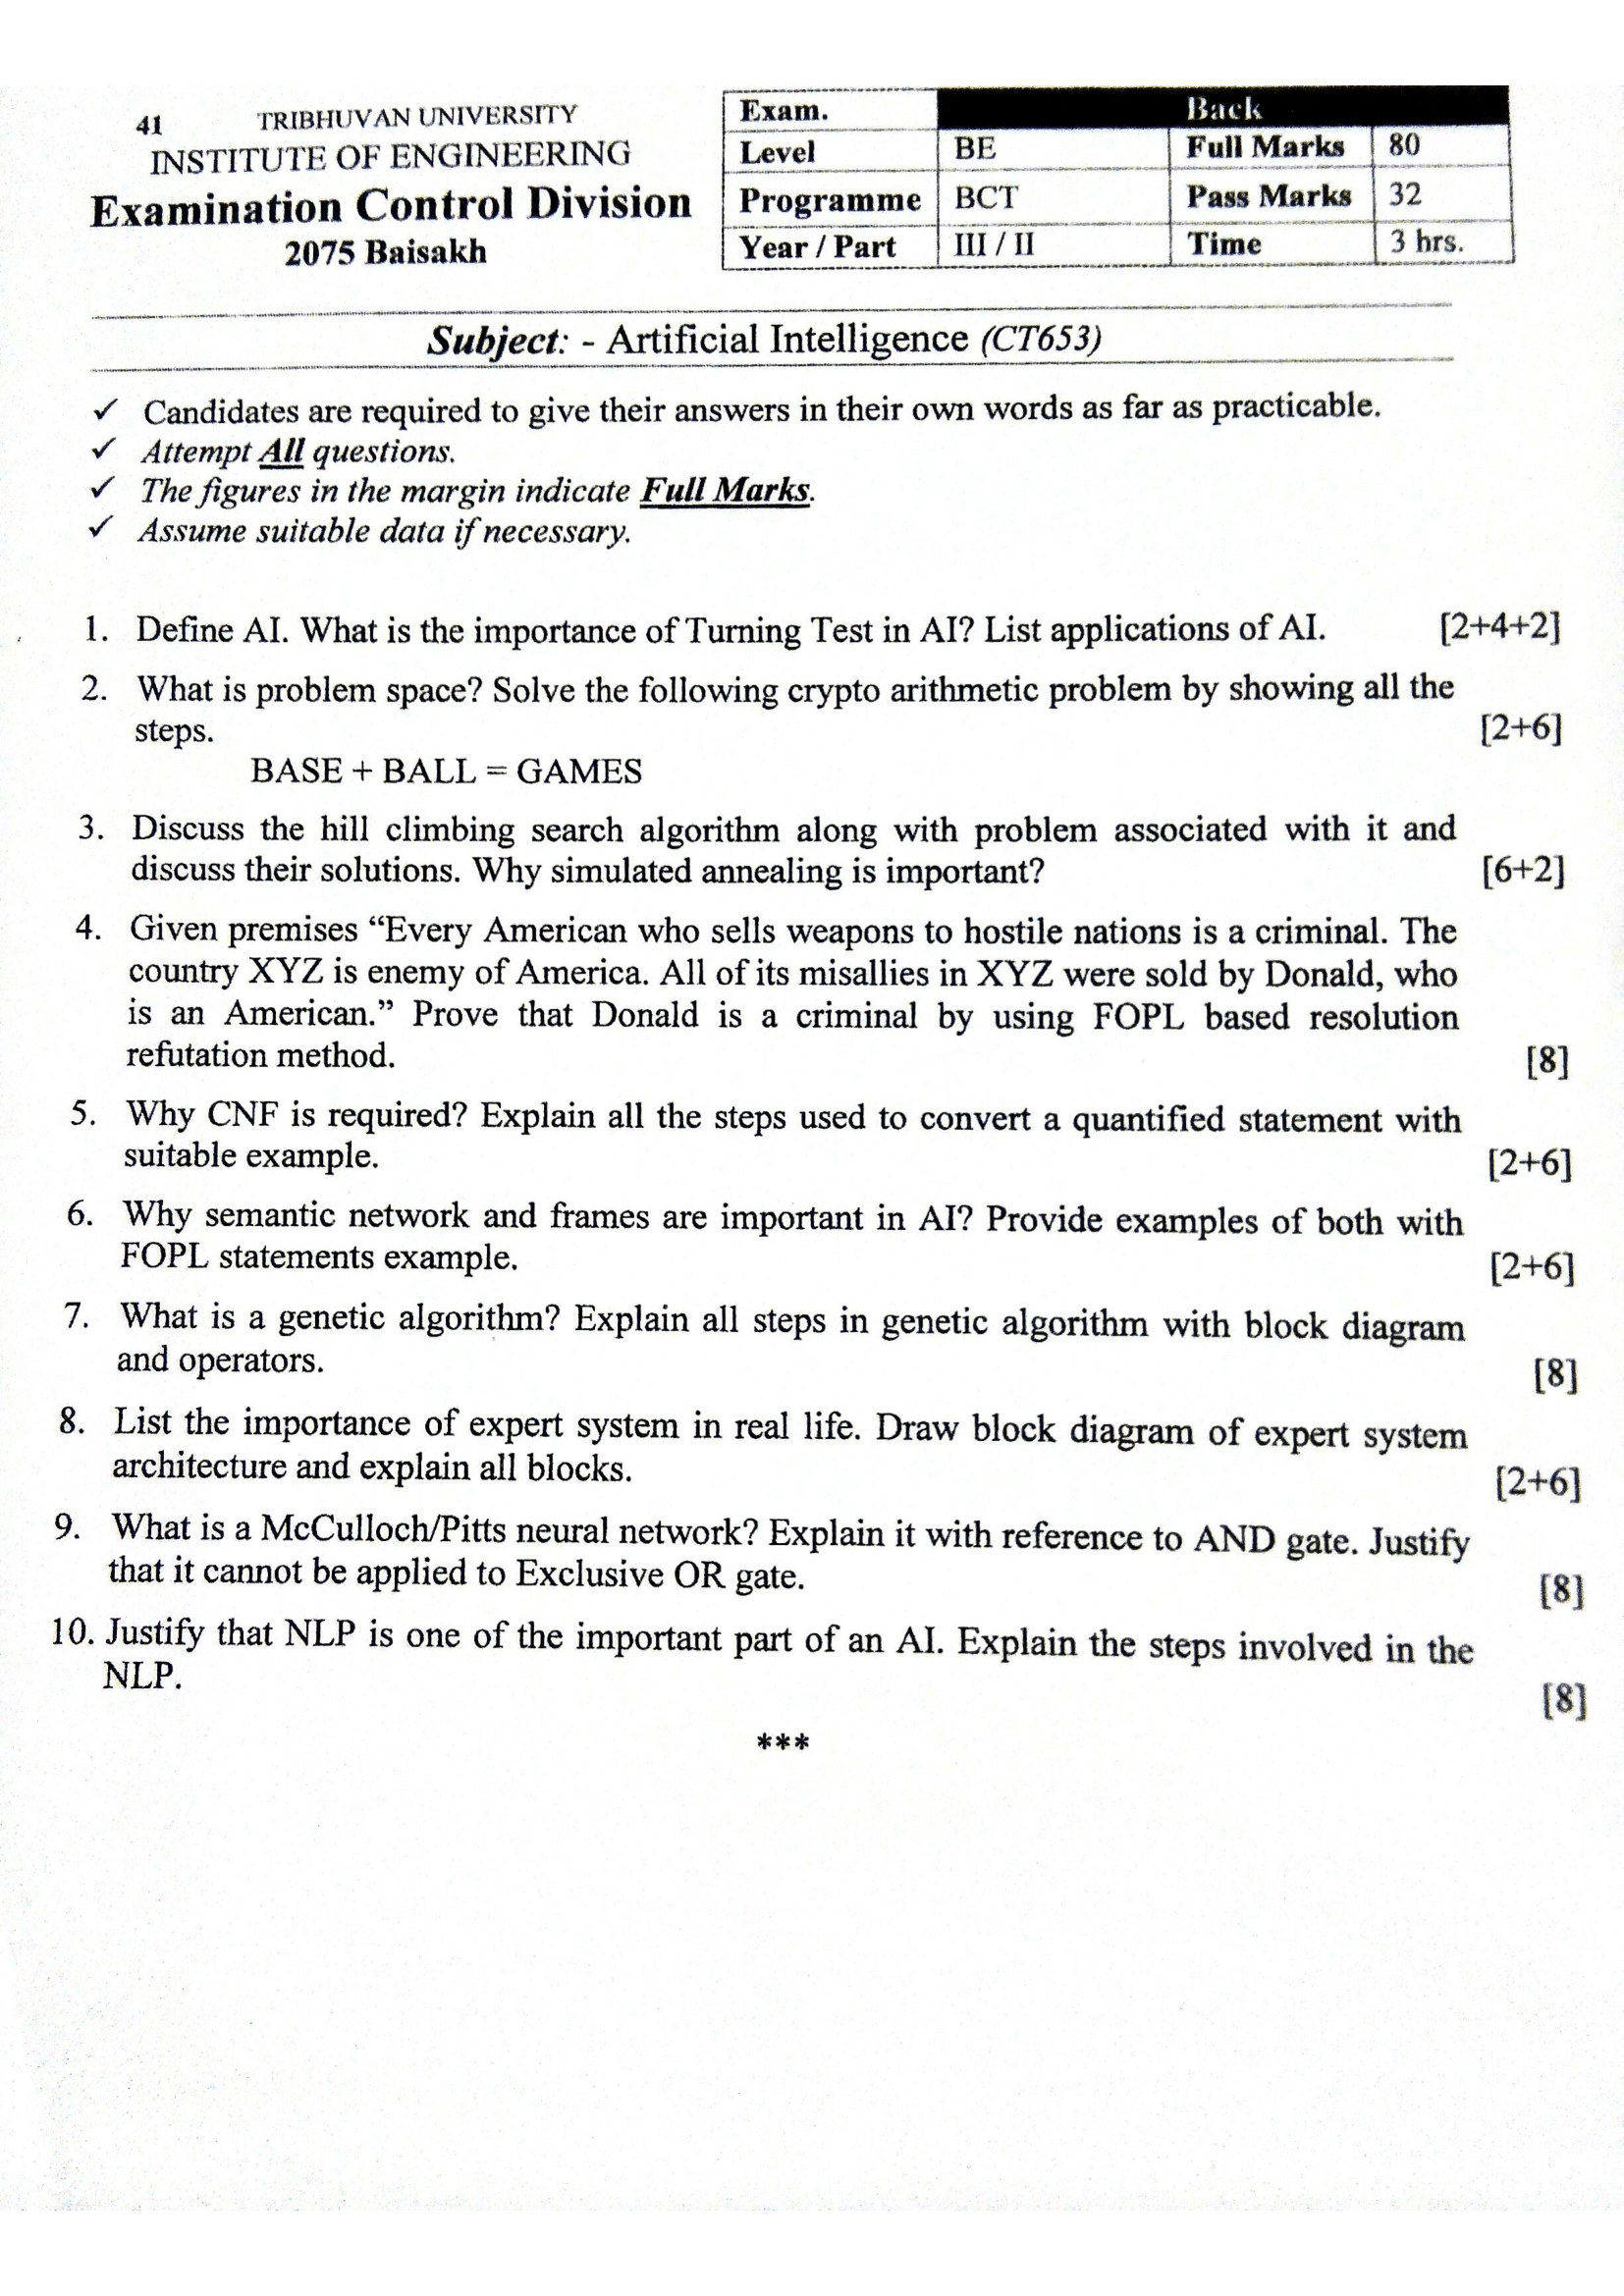 41 TRIBHUVAN UNIVERSITY
INSTITUTE OF ENGINEERING
Examination Control Division
2075 Baisakh
Exam. Back
Level BE Full Marks 80
Programme BCT Pass Marks 32
Year / Part III / II Time 3 hrs.
Subject: - Artificial Intelligence (CT653)
✓ Candidates are required to give their answers in their own words as far as practicable.
✓ Attempt All questions.
✓ The figures in the margin indicate Full Marks.
✓ Assume suitable data if necessary.
1. Define AI. What is the importance of Turning Test in AI? List applications of AI. [2+4+2]
2. What is problem space? Solve the following crypto arithmetic problem by showing all the
steps. [2+6]
BASE + BALL = GAMES
3. Discuss the hill climbing search algorithm along with problem associated with it and
discuss their solutions. Why simulated annealing is important? [6+2]
4. Given premises “Every American who sells weapons to hostile nations is a criminal. The
country XYZ is enemy of America. All of its misallies in XYZ were sold by Donald, who
is an American.” Prove that Donald is a criminal by using FOPL based resolution
refutation method. [8]
5. Why CNF is required? Explain all the steps used to convert a quantified statement with
suitable example. [2+6]
6. Why semantic network and frames are important in AI? Provide examples of both with
FOPL statements example. [2+6]
7. What is a genetic algorithm? Explain all steps in genetic algorithm with block diagram
and operators. [8]
8. List the importance of expert system in real life. Draw block diagram of expert system
architecture and explain all blocks. [2+6]
9. What is a McCulloch/Pitts neural network? Explain it with reference to AND gate. Justify
that it cannot be applied to Exclusive OR gate. [8]
10. Justify that NLP is one of the important part of an AI. Explain the steps involved in the
NLP. [8]
***